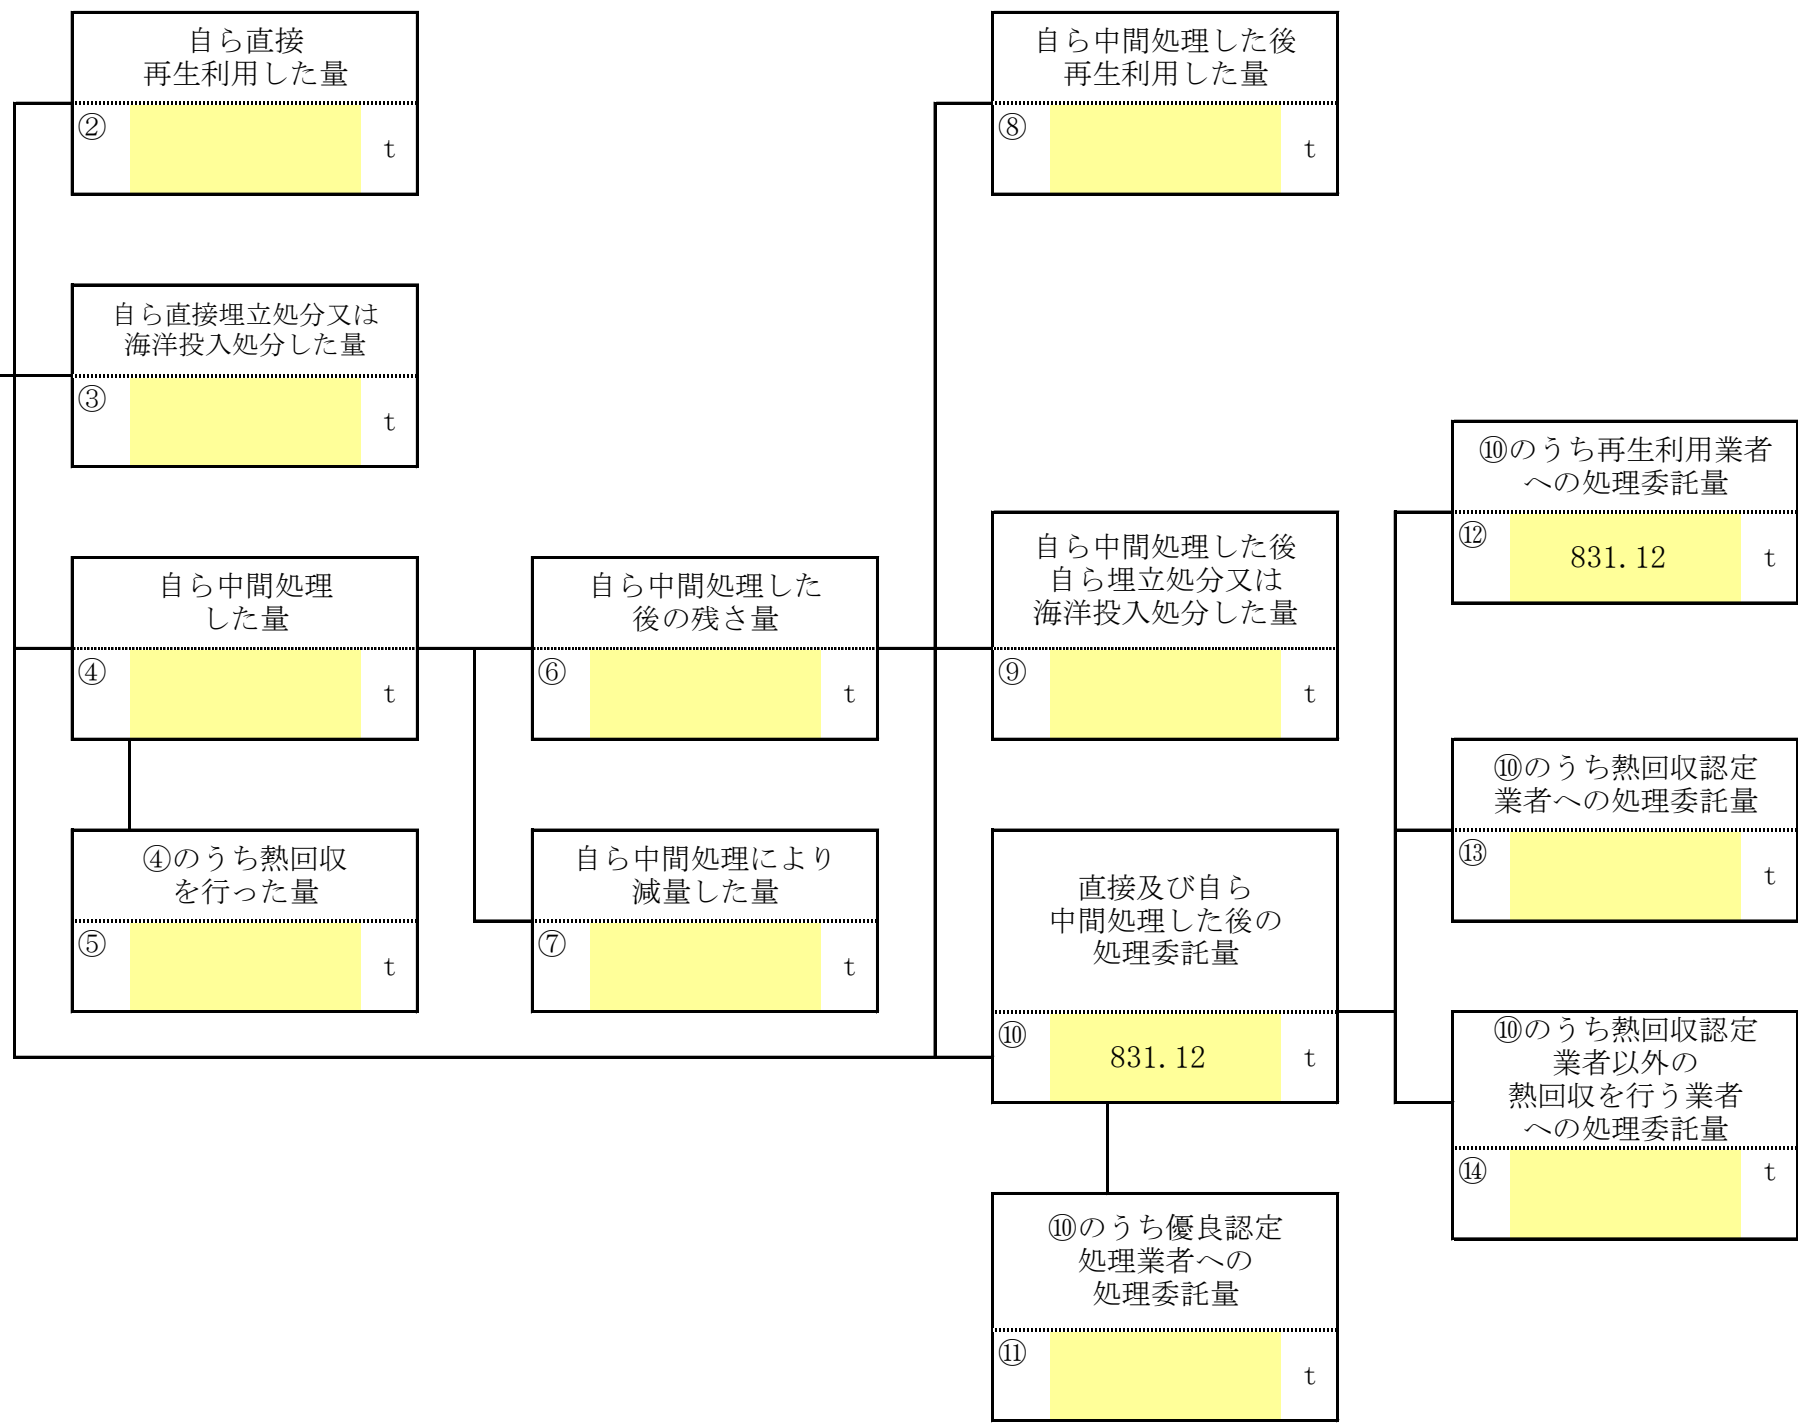 自ら直接
再生利用した量
②
t
自ら中間処理した後
再生利用した量
⑧
t
自ら直接埋立処分又は
海洋投入処分した量
③
t
⑩のうち再生利用業者
への処理委託量
⑫
831.12
t
自ら中間処理
した量
④
t
自ら中間処理した
後の残さ量
⑥
t
自ら中間処理した後
自ら埋立処分又は
海洋投入処分した量
⑨
t
⑩のうち熱回収認定
業者への処理委託量
⑬
t
④のうち熱回収
を行った量
⑤
t
自ら中間処理により
減量した量
⑦
t
直接及び自ら
中間処理した後の
処理委託量
⑩
831.12
t
⑩のうち熱回収認定
業者以外の
熱回収を行う業者
への処理委託量
⑭
t
⑩のうち優良認定
処理業者への
処理委託量
⑪
t